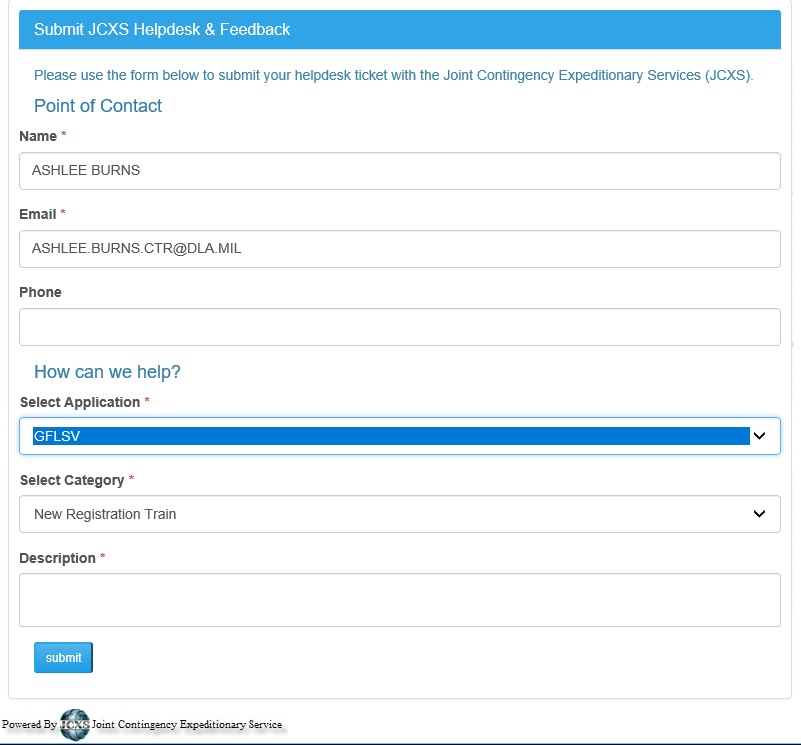 Submit JCXS Helpdesk & Feedback
Please use the form below to submit your helpdesk ticket with the Joint Contingency Expeditionary Services (JCXS).
Point of Contact
Name *
ASHLEE BURNS
Email *
ASHLEE.BURNS.CTR@DLA.MIL
Phone
How can we help?
Select Application *
GFLSV
Select Category *
New Registration Train
Description *
submit
Powered By JCXS Joint Contingency Expeditionary Service